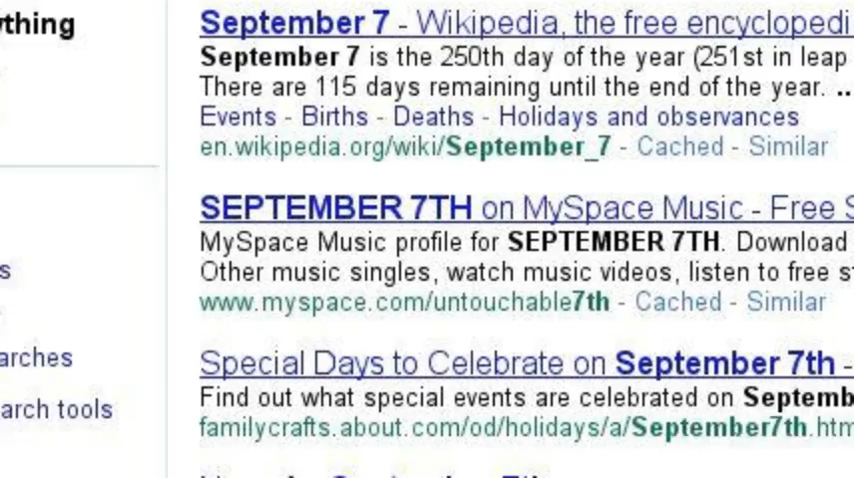 ything
September 7 - Wikipedia, the free encyclopedi
September 7 is the 250th day of the year (251st in leap
There are 115 days remaining until the end of the year. ..
Events - Births - Deaths - Holidays and observances
en.wikipedia.org/wiki/September_7 - Cached - Similar
SEPTEMBER 7TH on MySpace Music - Free S
MySpace Music profile for SEPTEMBER 7TH. Download
Other music singles, watch music videos, listen to free s
www.myspace.com/untouchable7th - Cached - Similar
s
arches
arch tools
Special Days to Celebrate on September 7th -
Find out what special events are celebrated on Septemb
familycrafts.about.com/od/holidays/a/September7th.htm